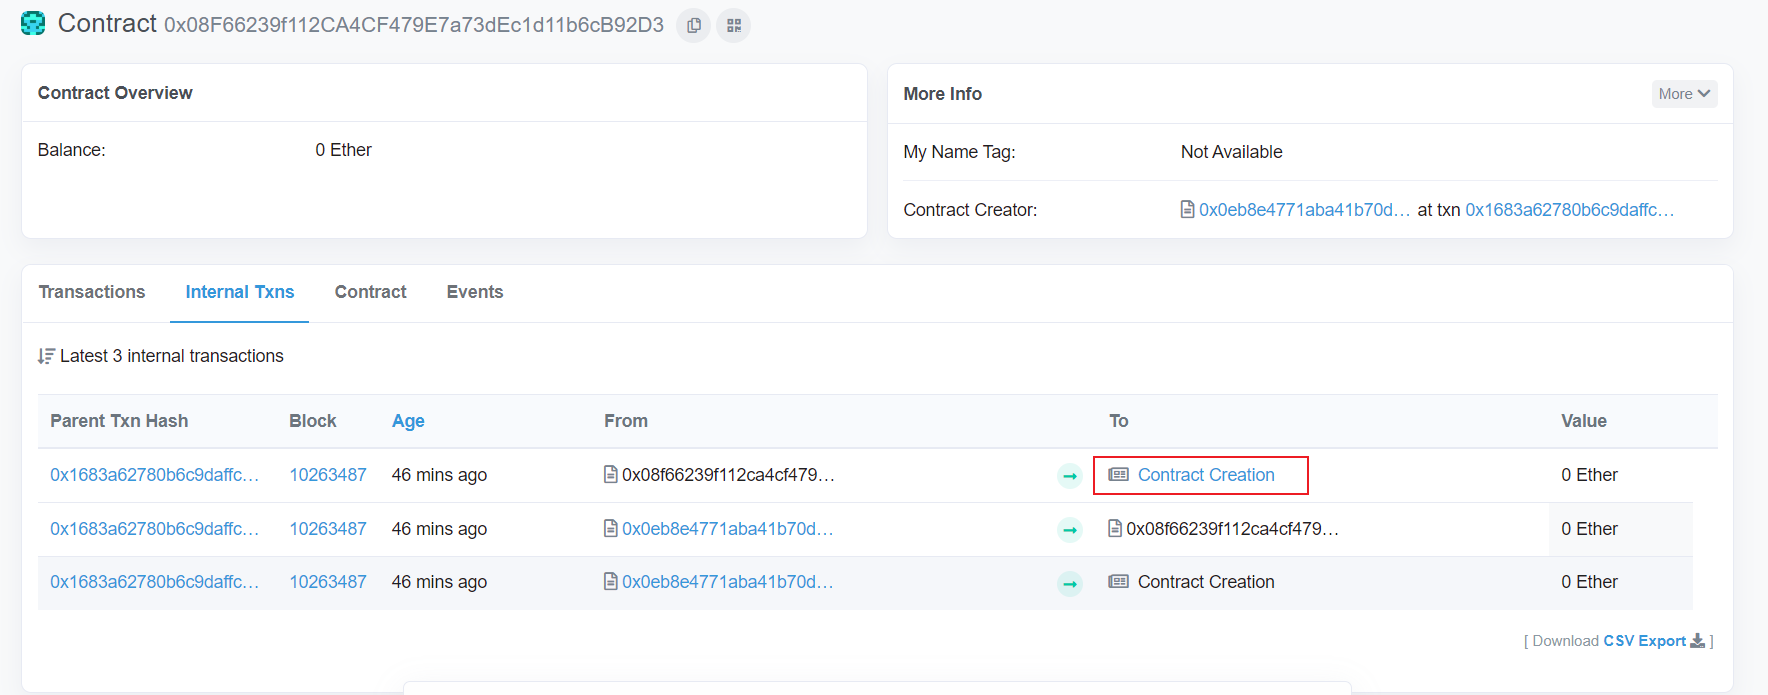 Contract 0x08F66239f112CA4CF479E7a73dEc1d11b6cB92D3
Contract Overview
Balance: 0 Ether
More Info More
My Name Tag: Not Available
Contract Creator: 0x0eb8e4771aba41b70d... at txn 0x1683a62780b6c9daffc...
Transactions Internal Txns Contract Events
Latest 3 internal transactions
Parent Txn Hash Block Age From To Value
0x1683a62780b6c9daffc... 10263487 46 mins ago 0x08f66239f112ca4cf479... Contract Creation 0 Ether
0x1683a62780b6c9daffc... 10263487 46 mins ago 0x0eb8e4771aba41b70d... 0x08f66239f112ca4cf479... 0 Ether
0x1683a62780b6c9daffc... 10263487 46 mins ago 0x0eb8e4771aba41b70d... Contract Creation 0 Ether
[ Download CSV Export ]